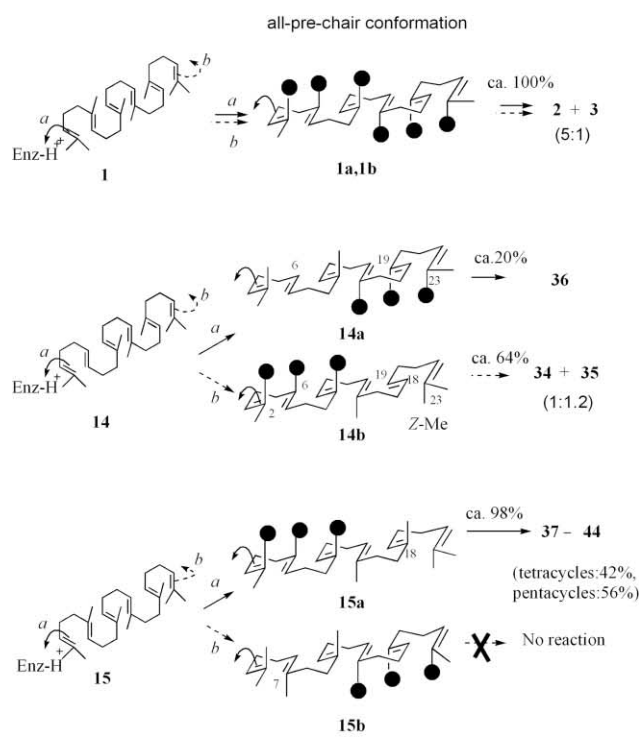 all-pre-chair conformation
b
a
Enz-H
+
1
a
b
1a,1b
ca. 100%
2 + 3
(5:1)
b
a
Enz-H
+
14
a
b
6
19
23
14a
ca.20%
36
6
2
19
18
23
Z-Me
14b
ca. 64%
34 + 35
(1:1.2)
b
a
Enz-H
+
15
a
b
18
15a
ca. 98%
37 – 44
(tetracycles:42%,
pentacycles:56%)
7
15b
X
No reaction